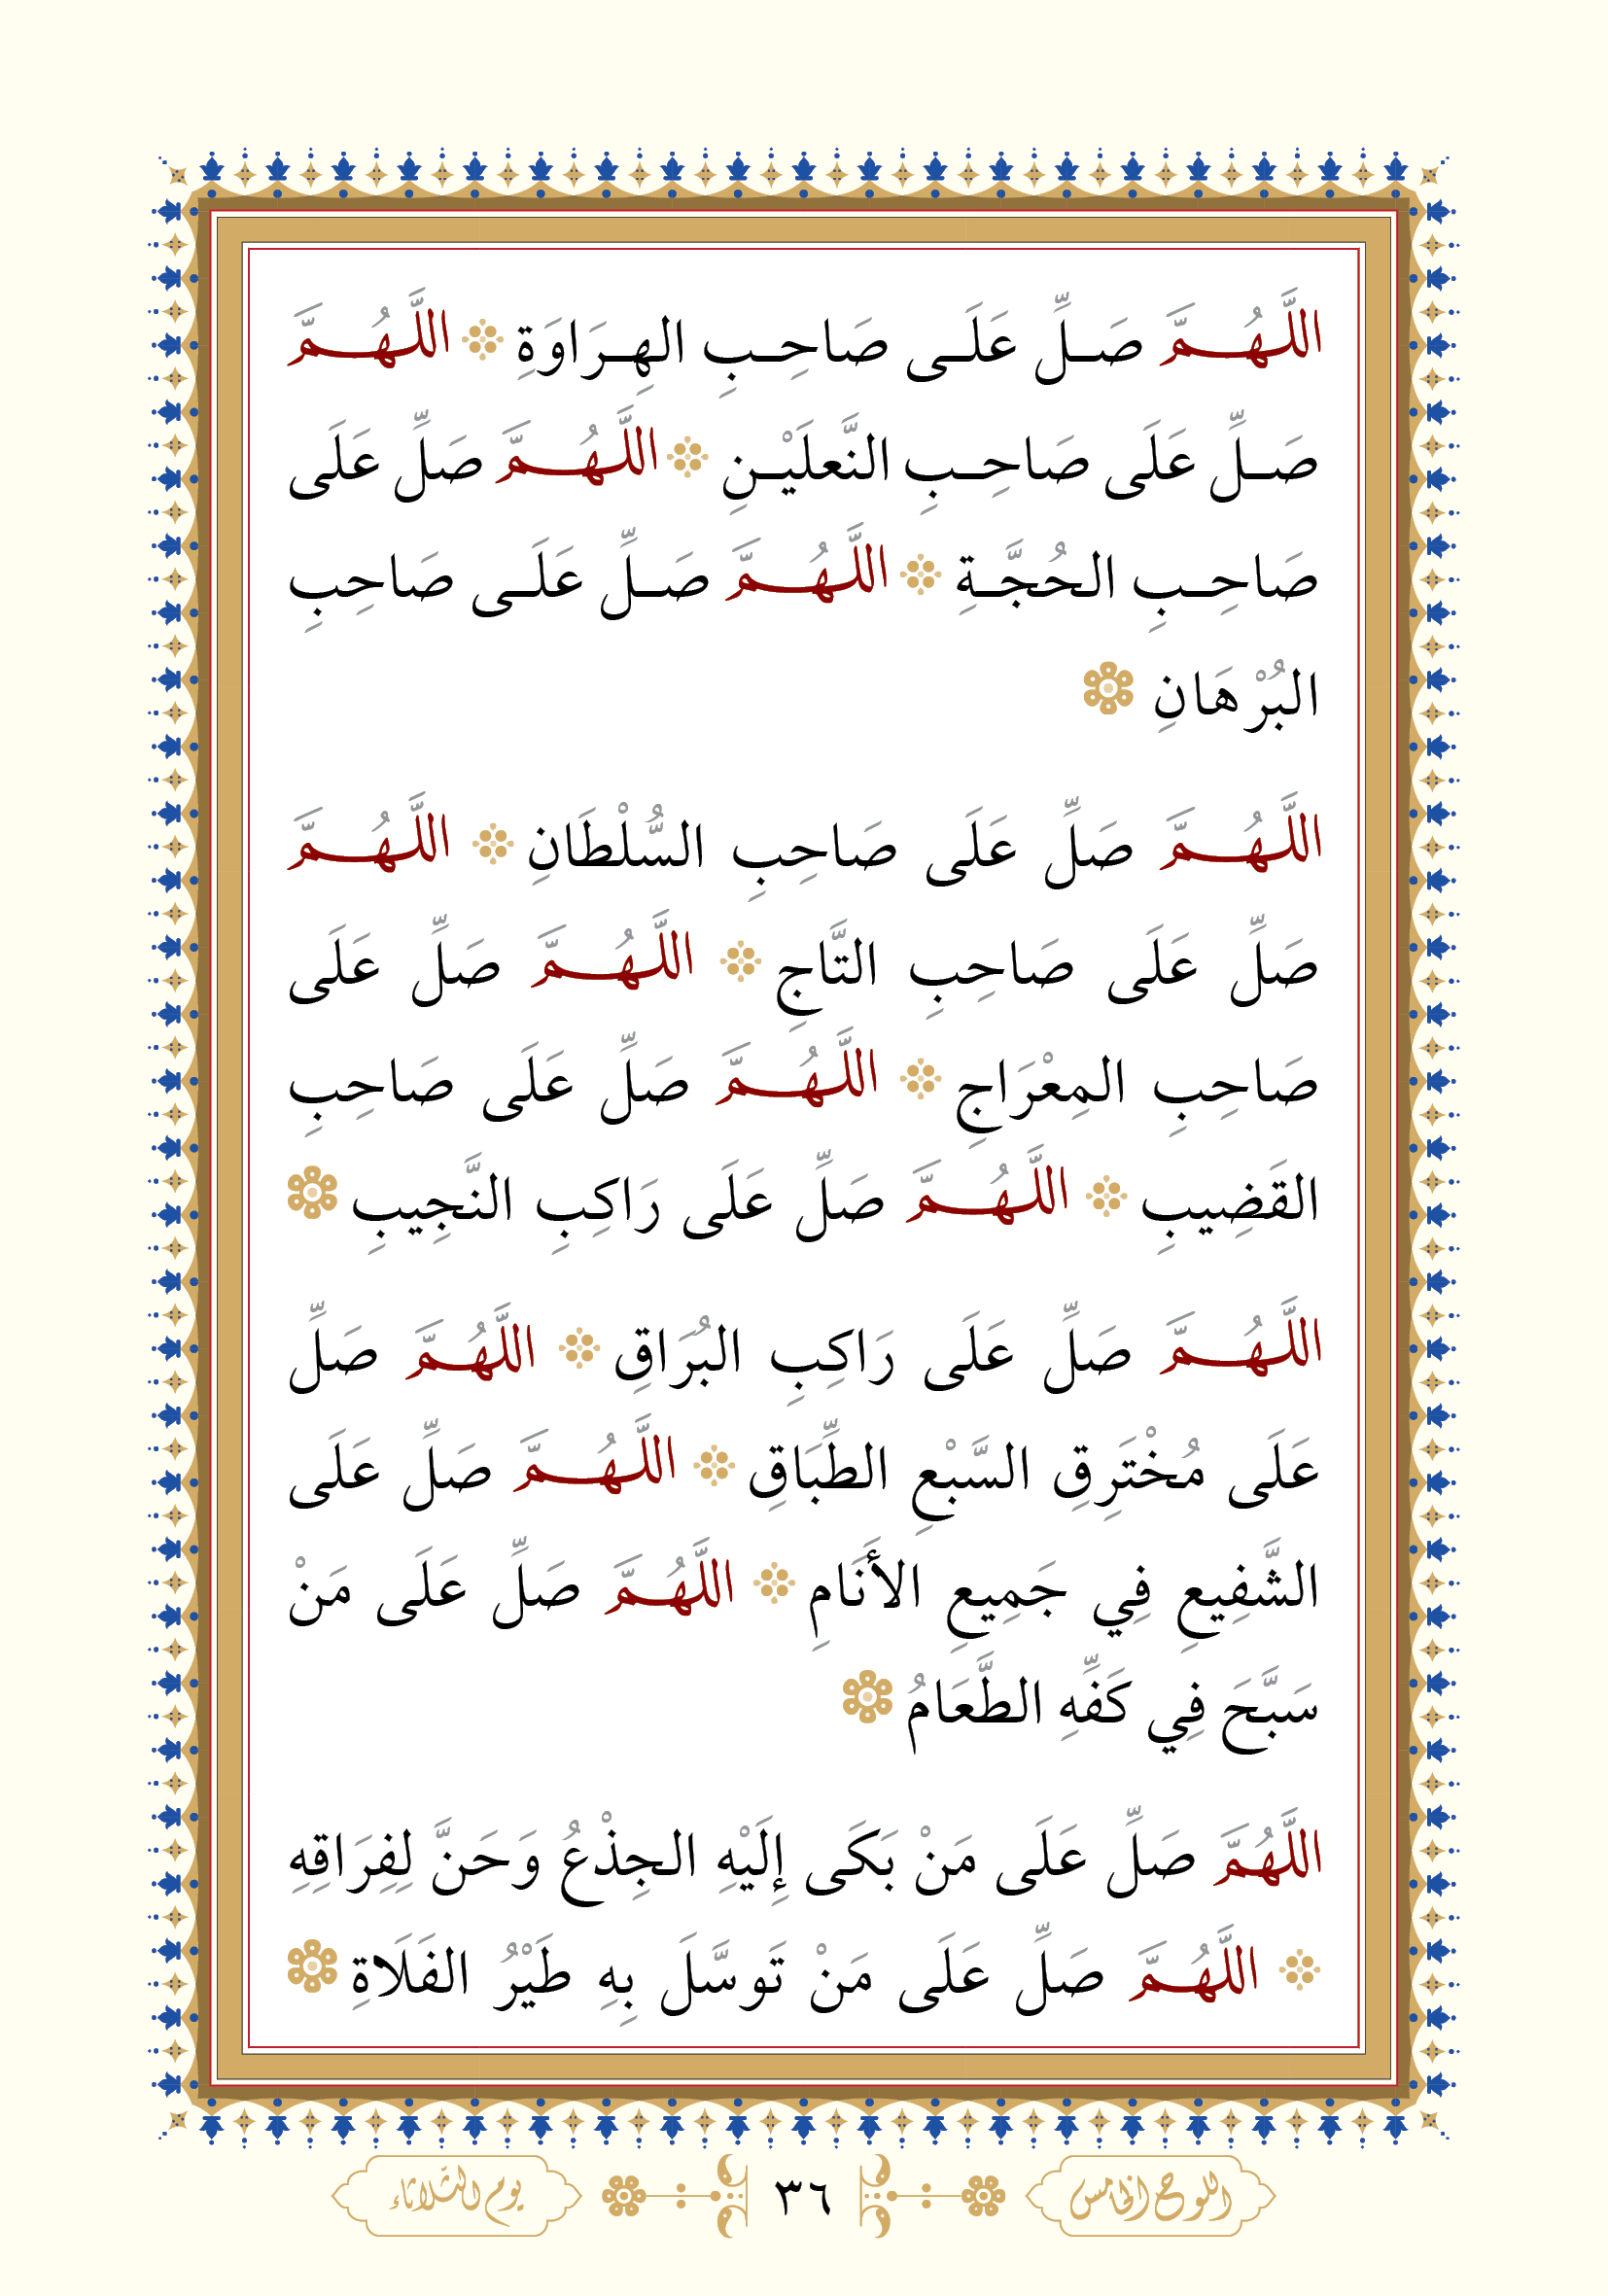 اللَّهُمَّ صَلِّ عَلَى صَاحِبِ الهِرَاوَةِ اللَّهُمَّ
صَلِّ عَلَى صَاحِبِ النَّعلَيْنِ اللَّهُمَّ صَلِّ عَلَى
صَاحِبِ الحُجَّةِ اللَّهُمَّ صَلِّ عَلَى صَاحِبِ
البُرْهَانِ
اللَّهُمَّ صَلِّ عَلَى صَاحِبِ السُّلْطَانِ اللَّهُمَّ
صَلِّ عَلَى صَاحِبِ التَّاجِ اللَّهُمَّ صَلِّ عَلَى
صَاحِبِ المِعْرَاجِ اللَّهُمَّ صَلِّ عَلَى صَاحِبِ
القَضِيبِ اللَّهُمَّ صَلِّ عَلَى رَاكِبِ النَّجِيبِ
اللَّهُمَّ صَلِّ عَلَى رَاكِبِ البُرَاقِ اللَّهُمَّ صَلِّ
عَلَى مُخْتَرِقِ السَّبْعِ الطِّبَاقِ اللَّهُمَّ صَلِّ عَلَى
الشَّفِيعِ فِي جَمِيعِ الأَنَامِ اللَّهُمَّ صَلِّ عَلَى مَنْ
سَبَّحَ فِي كَفِّهِ الطَّعَامُ
اللَّهُمَّ صَلِّ عَلَى مَنْ بَكَى إِلَيْهِ الجِذْعُ وَحَنَّ لِفِرَاقِهِ
اللَّهُمَّ صَلِّ عَلَى مَنْ تَوسَّلَ بِهِ طَيْرُ الفَلَاةِ
اللوح الخامس ٣٦ يوم الثلاثاء